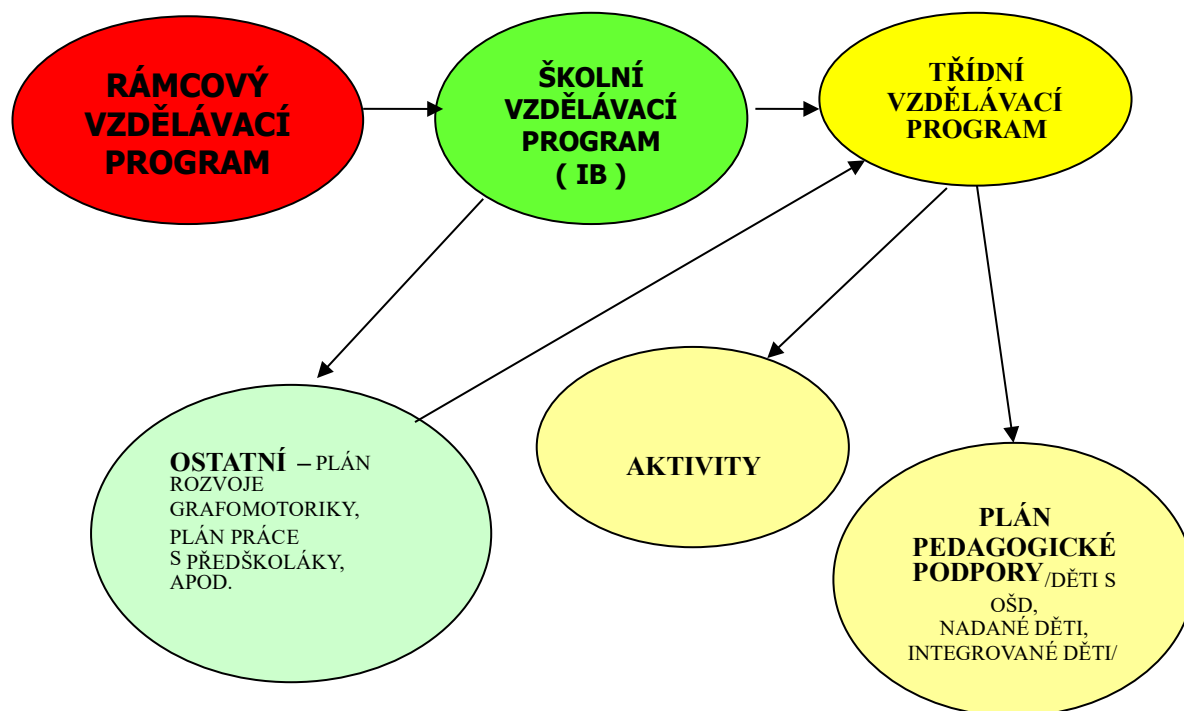 RÁMCOVÝ
VZDĚLÁVACÍ
PROGRAM
ŠKOLNÍ
VZDĚLÁVACÍ
PROGRAM
( IB )
TŘÍDNÍ
VZDĚLÁVACÍ
PROGRAM
OSTATNÍ – PLÁN
ROZVOJE
GRAFOMOTORIKY,
PLÁN PRÁCE
S PŘEDŠKOLÁKY,
APOD.
AKTIVITY
PLÁN
PEDAGOGICKÉ
PODPORY/DĚTI S
OŠD,
NADANÉ DĚTI,
INTEGROVANÉ DĚTI/